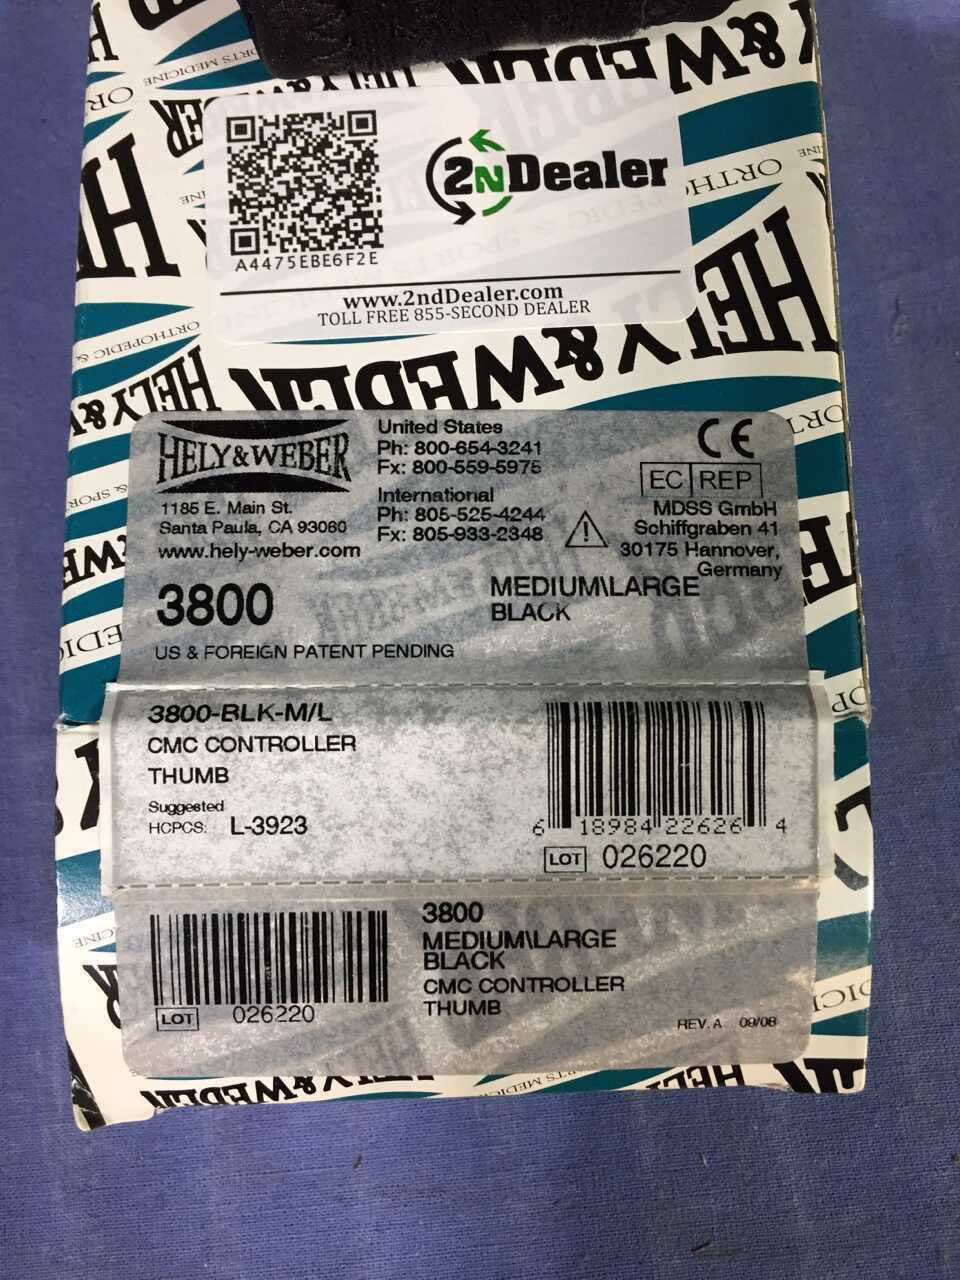 2NDealer
A4475EBE6F2E
www.2ndDealer.com
TOLL FREE 855-SECOND DEALER
HELY&WEBER
1185 E. Main St.
Santa Paula, CA 93060
www.hely-weber.com
United States
Ph: 800-654-3241
Fx: 800-559-5975
International
Ph: 805-525-4244
Fx: 805-933-2348
CE
EC REP
MDSS GmbH
Schiffgraben 41
30175 Hannover,
Germany
3800
MEDIUM\LARGE
BLACK
US & FOREIGN PATENT PENDING
3800-BLK-M/L
CMC CONTROLLER
THUMB
Suggested
HCPCS: L-3923
6 18984 22626 4
LOT 026220
LOT 026220
3800
MEDIUM\LARGE
BLACK
CMC CONTROLLER
THUMB
REV. A 09/08
HELY&WEBER
ORTHOPEDIC &
HELY&WEBER